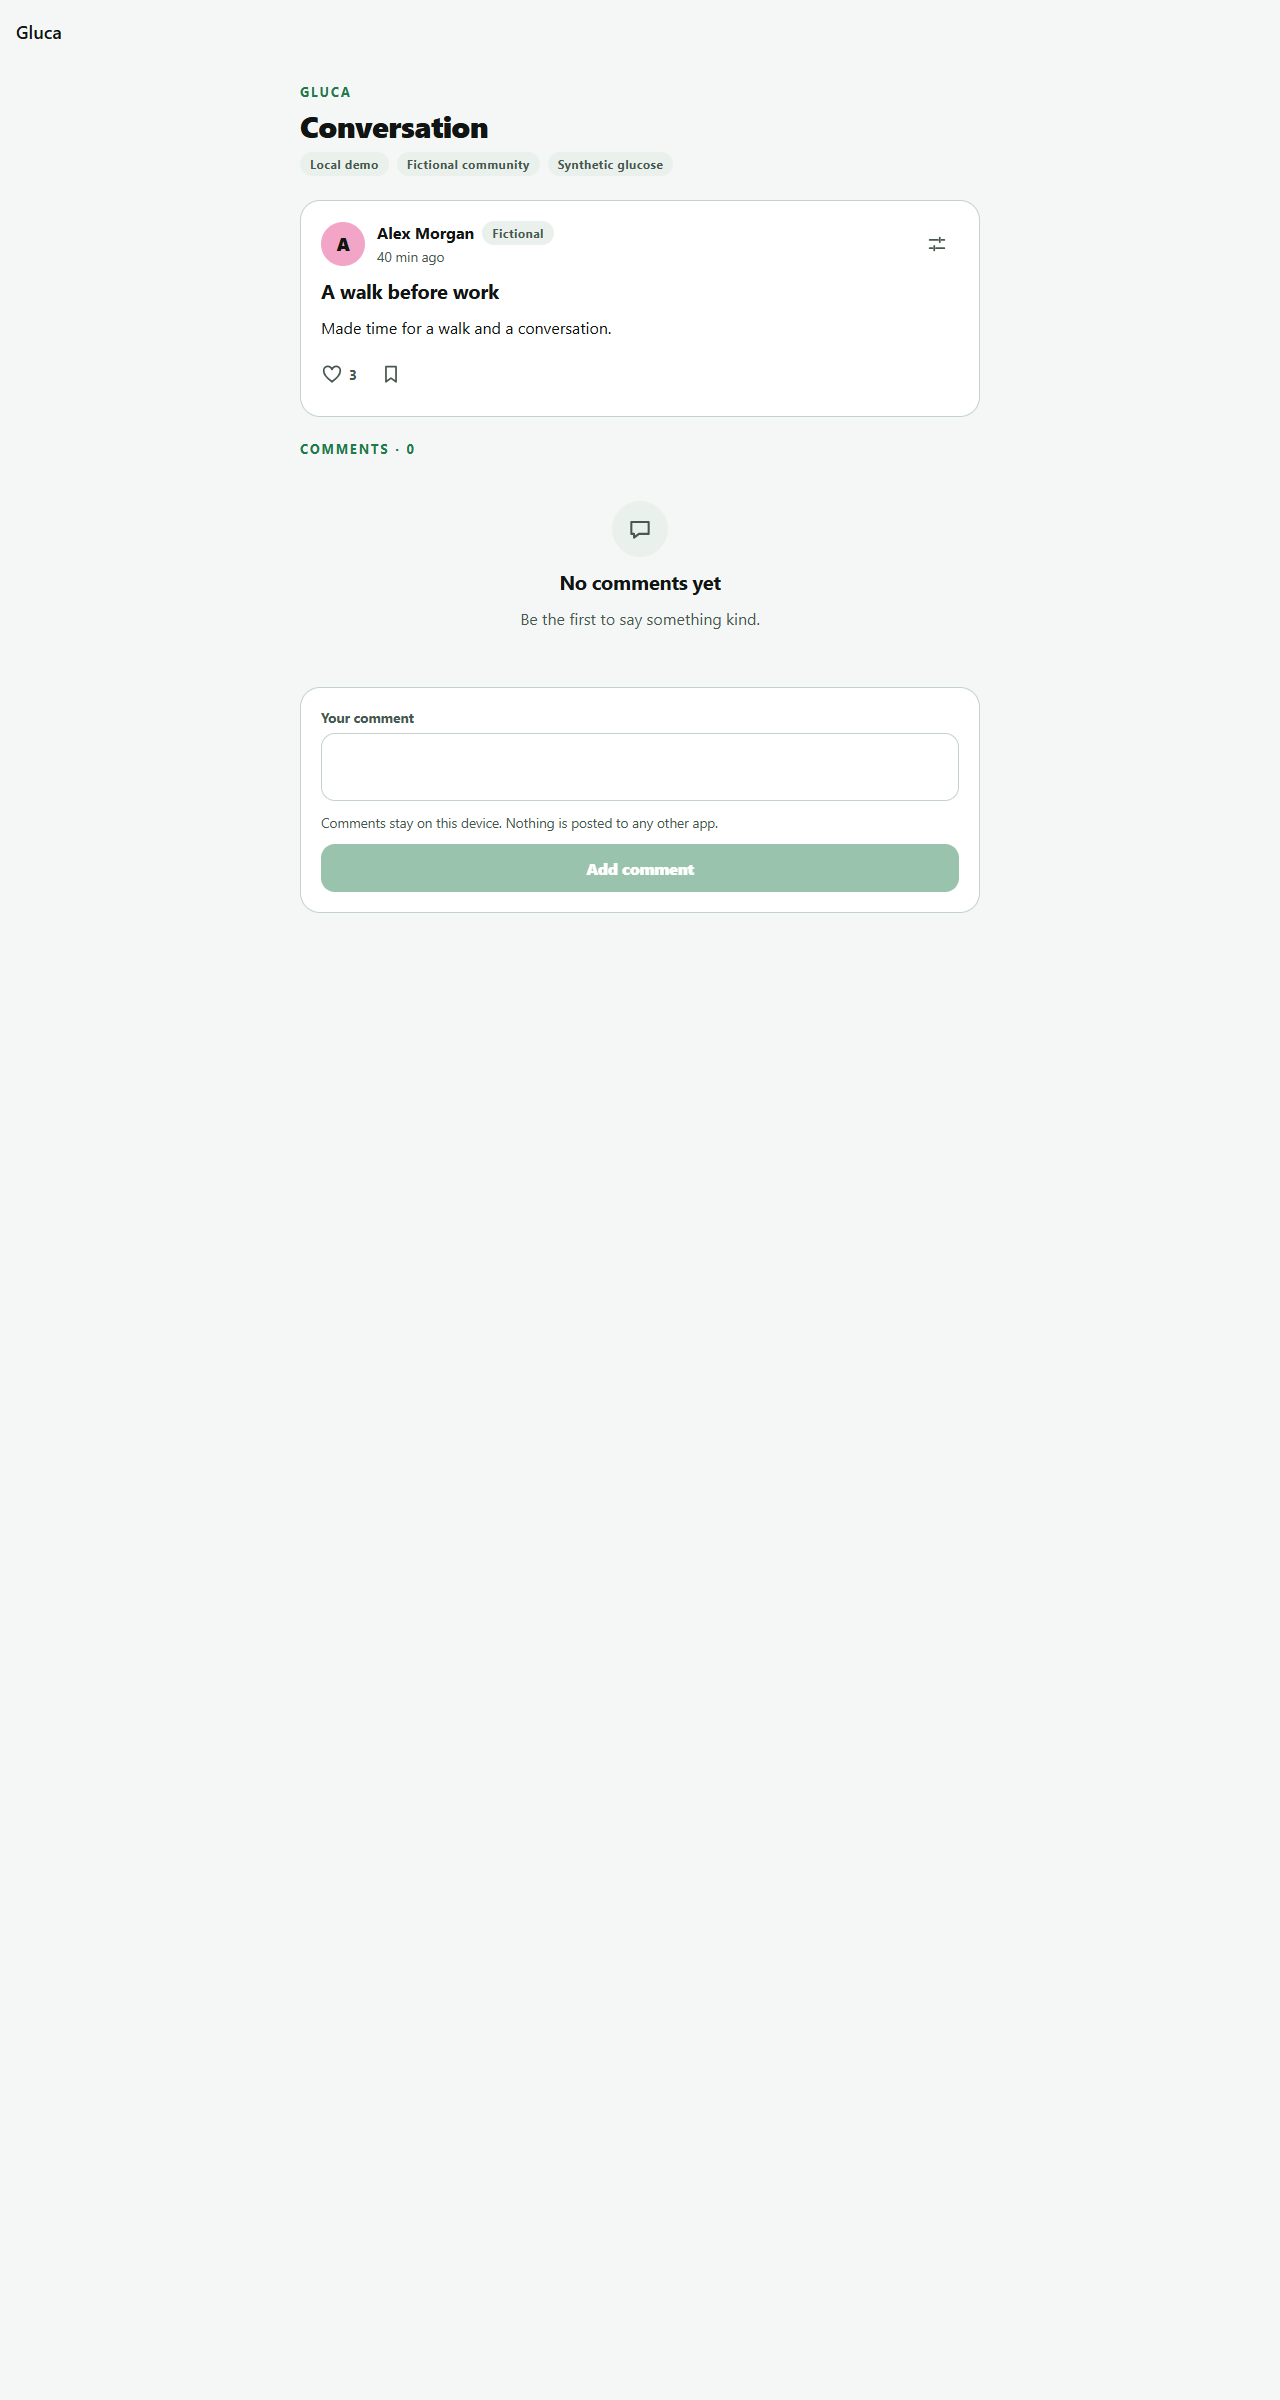 Gluca
GLUCA
Conversation
Local demo Fictional community Synthetic glucose
A Alex Morgan Fictional
40 min ago
A walk before work
Made time for a walk and a conversation.
3
COMMENTS · 0
No comments yet
Be the first to say something kind.
Your comment
Comments stay on this device. Nothing is posted to any other app.
Add comment